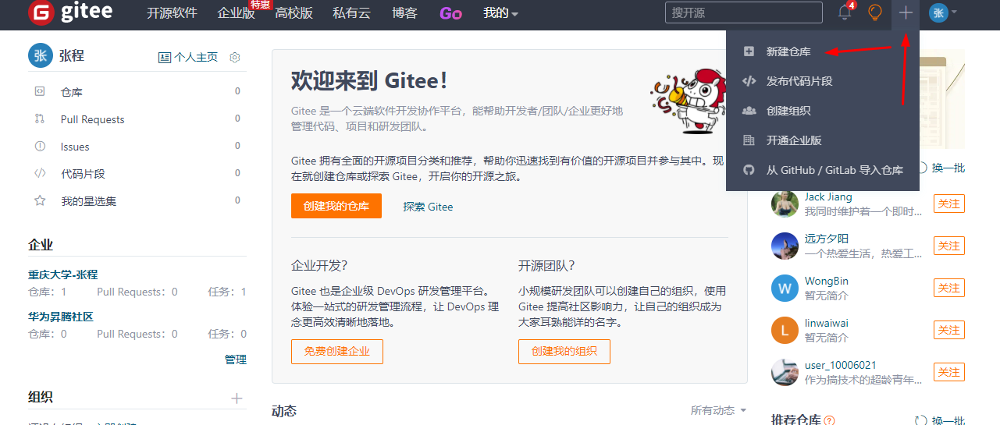 gitee
开源软件
企业版
特惠
高校版
私有云
博客
Go
我的
搜开源
4
张
张
张程
个人主页
仓库 0
Pull Requests 0
Issues 0
代码片段 0
我的星选集 0
企业
重庆大学-张程
仓库：1 Pull Requests：0 任务：1
华为昇腾社区
仓库：0 Pull Requests：0 任务：0
管理
组织
欢迎来到 Gitee！
Gitee 是一个云端软件开发协作平台，能帮助开发者/团队/企业更好地
管理代码、项目和研发团队。
Gitee 拥有全面的开源项目分类和推荐，帮助你迅速找到有价值的开源项目并参与其中。现
在就创建仓库或探索 Gitee，开启你的开源之旅。
创建我的仓库
探索 Gitee
企业开发？
Gitee 也是企业级 DevOps 研发管理平台。
体验一站式的研发管理流程，让 DevOps 理
念更高效清晰地落地。
免费创建企业
开源团队？
小规模研发团队可以创建自己的组织，使用
Gitee 提高社区影响力，让自己的组织成为
大家耳熟能详的名字。
创建我的组织
动态
所有动态
新建仓库
发布代码片段
创建组织
开通企业版
从 GitHub / GitLab 导入仓库
换一批
Jack Jiang
我同时维护着一个即时...
关注
远方夕阳
一个热爱生活，热爱工...
关注
W
WongBin
暂无简介
关注
L
linwaiwai
暂无简介
关注
user_10006021
作为搞技术的超龄青年...
关注
推荐仓库
换一批